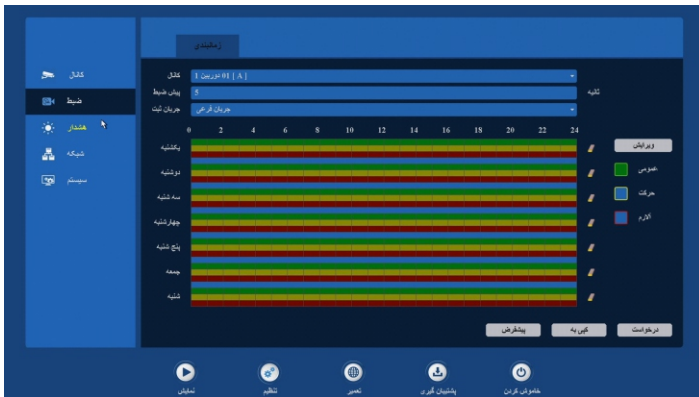 زمانبندی
کانال
ضبط
هشدار
شبکه
سیستم
کانال
01 دوربین 1 [ A ]
پیش ضبط
5
ثانیه
جریان ثبت
جریان فرعی
0 2 4 6 8 10 12 14 16 18 20 22 24
یکشنبه
دوشنبه
سه شنبه
چهارشنبه
پنج شنبه
جمعه
شنبه
ویرایش
عمومی
حرکت
آلارم
پیشفرض
کپی به
درخواست
نمایش
تنظیم
تعمیر
پشتیبان گیری
خاموش کردن